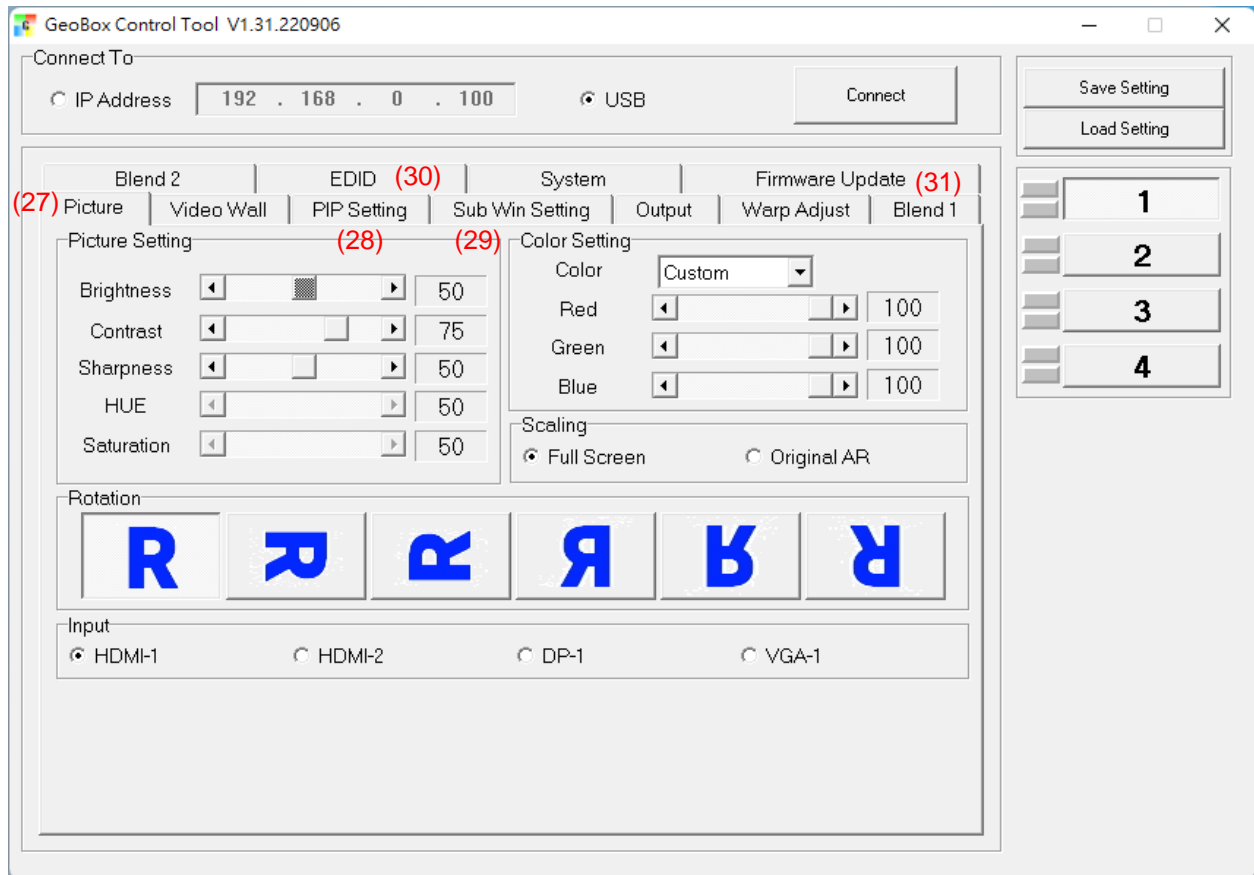 GeoBox Control Tool V1.31.220906
Connect To
IP Address 192 . 168 . 0 . 100 USB Connect
Save Setting
Load Setting
Blend 2 EDID (30) System Firmware Update (31)
(27) Picture Video Wall PIP Setting Sub Win Setting Output Warp Adjust Blend 1
(28) (29)
Picture Setting
Brightness 50
Contrast 75
Sharpness 50
HUE 50
Saturation 50
Color Setting
Color Custom
Red 100
Green 100
Blue 100
Scaling
Full Screen Original AR
Rotation
R R R R R R
Input
HDMI-1 HDMI-2 DP-1 VGA-1
1
2
3
4